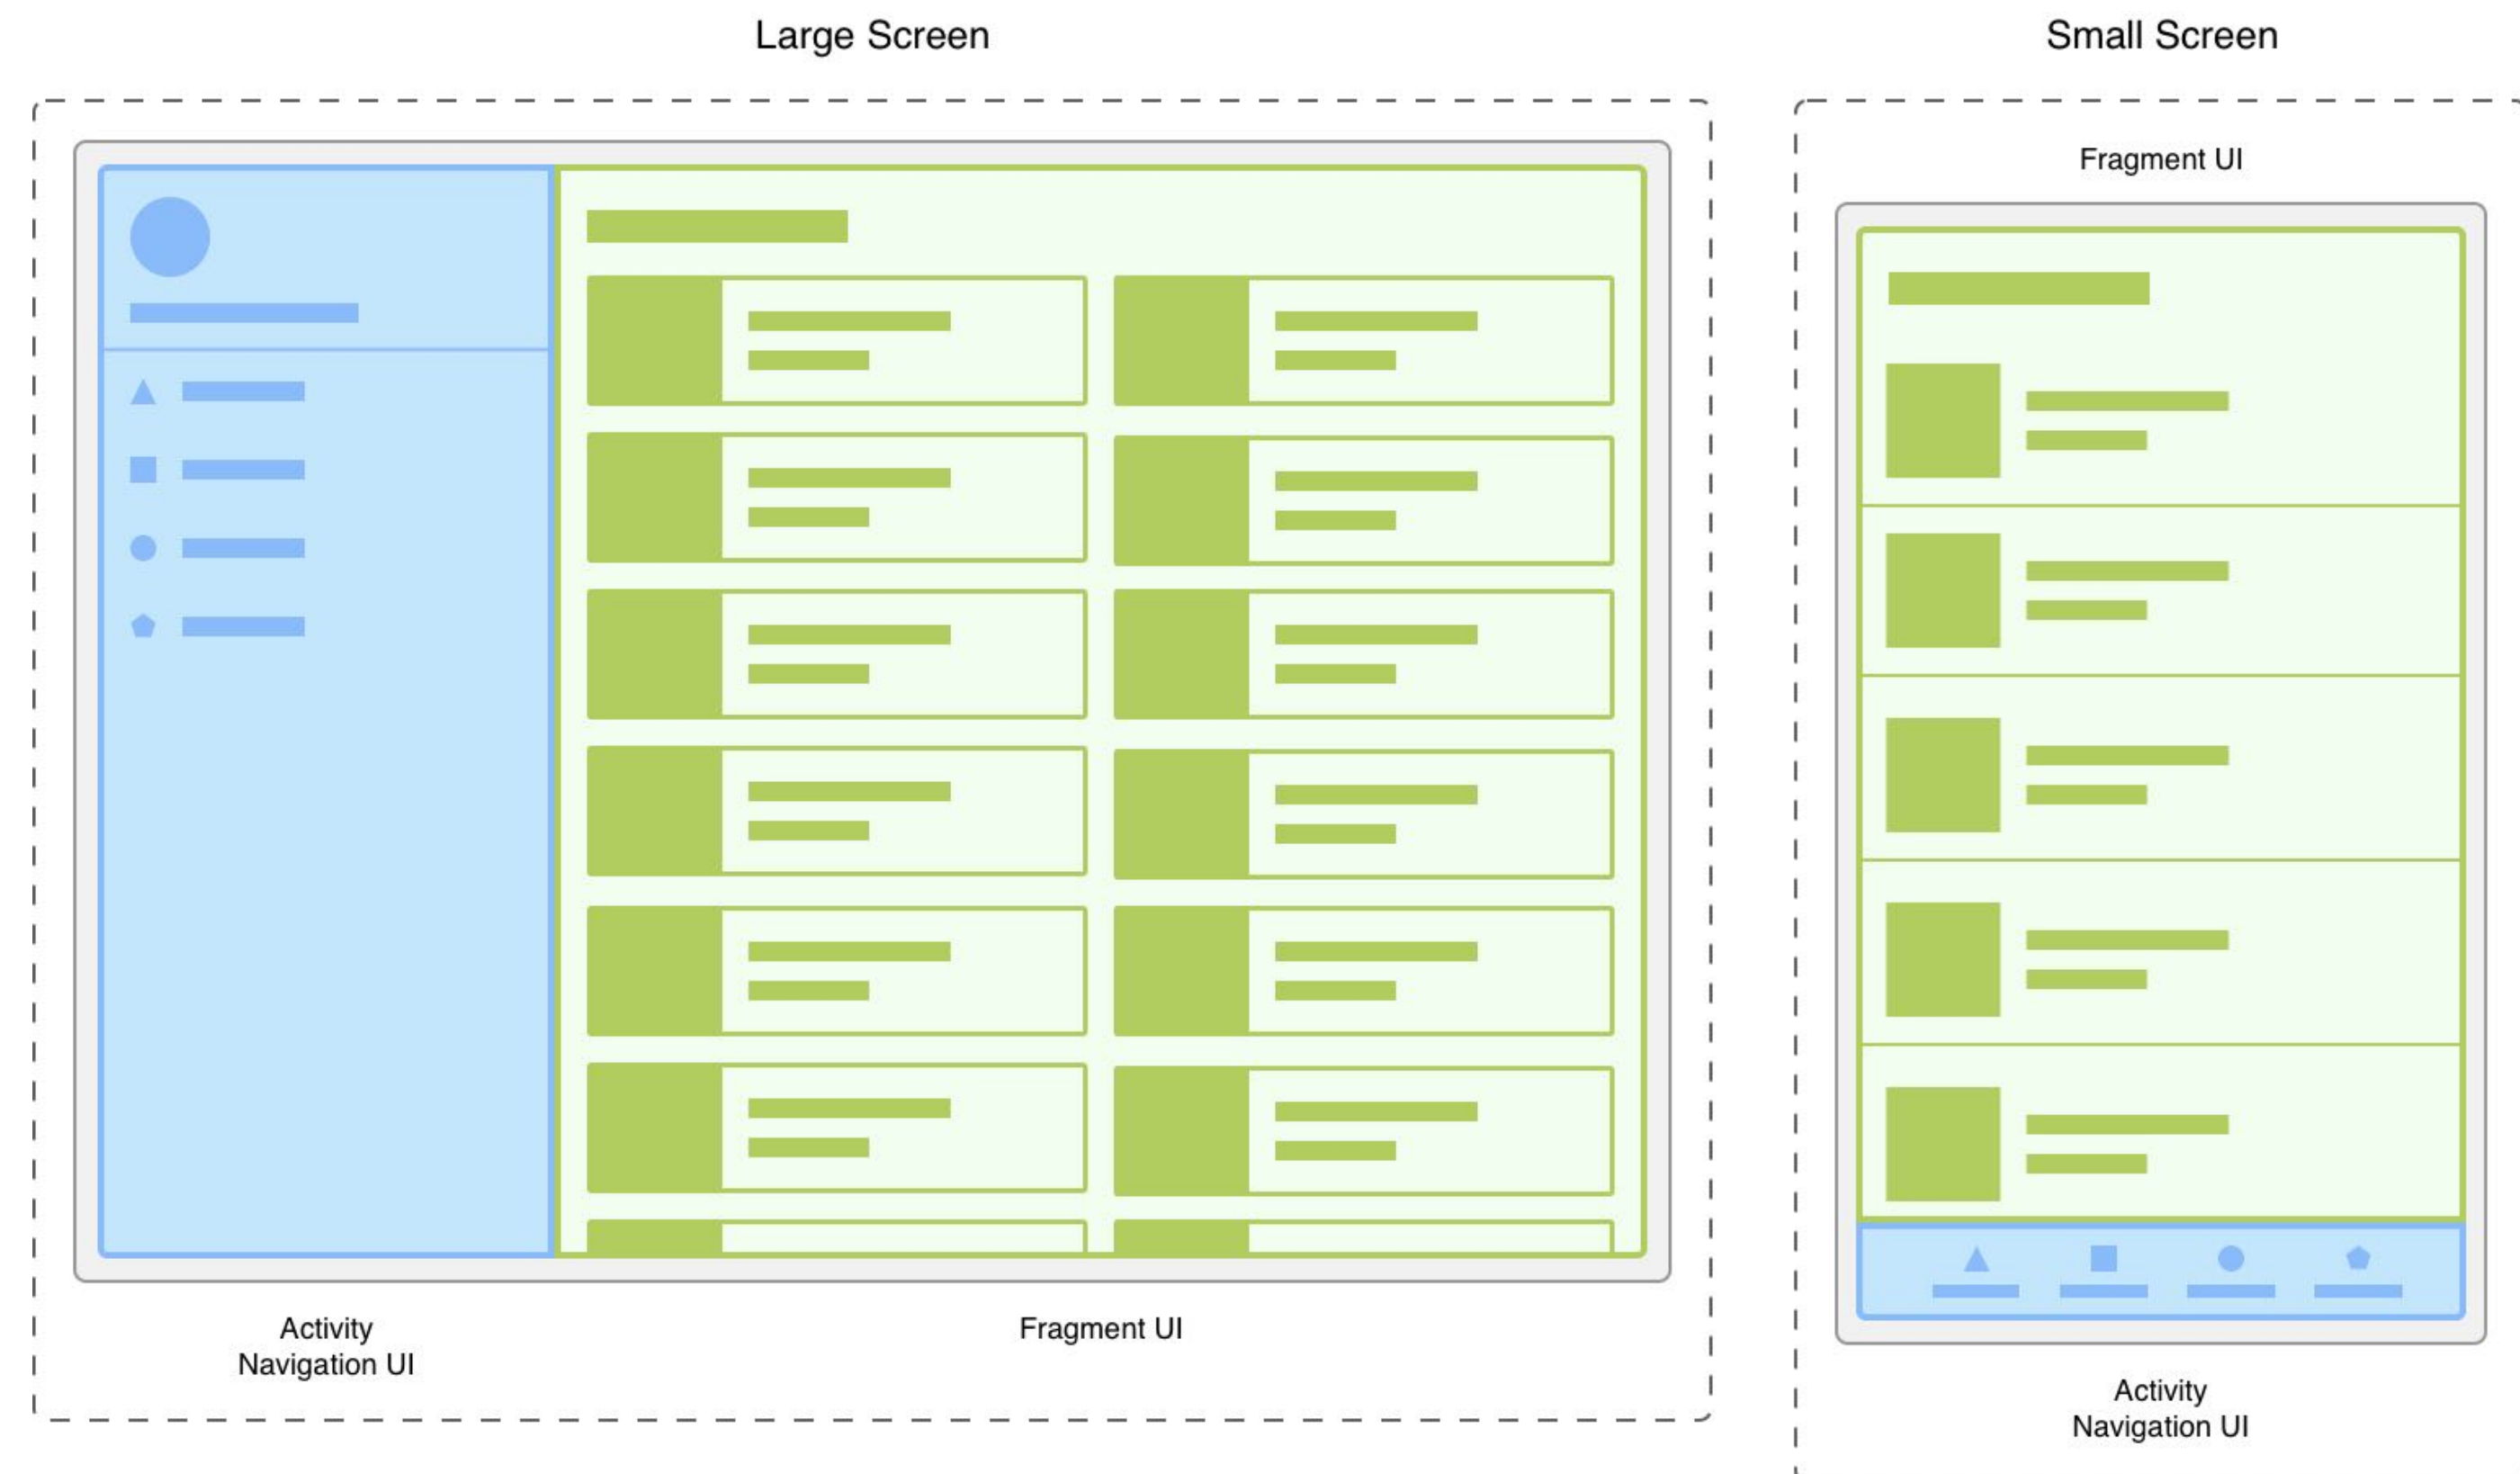 Large Screen
Small Screen
Fragment UI
Activity
Navigation UI
Fragment UI
Activity
Navigation UI